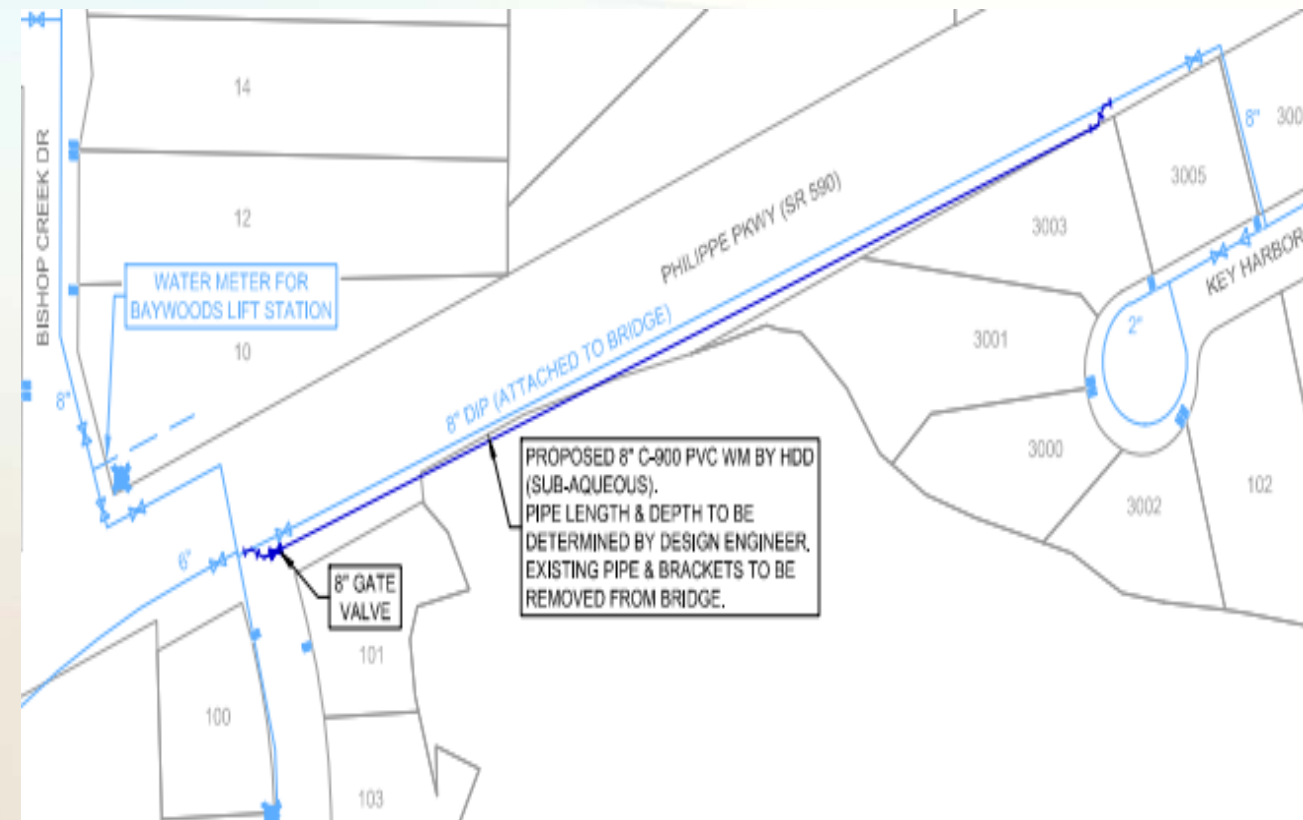 14
BISHOP CREEK DR
12
WATER METER FOR
BAYWOODS LIFT STATION
10
8"
PHILIPPE PKWY (SR 590)
8" DIP (ATTACHED TO BRIDGE)
8"
300
3005
3003
KEY HARBOR
2"
3001
3000
3002
102
PROPOSED 8" C-900 PVC WM BY HDD
(SUB-AQUEOUS).
PIPE LENGTH & DEPTH TO BE
DETERMINED BY DESIGN ENGINEER.
EXISTING PIPE & BRACKETS TO BE
REMOVED FROM BRIDGE.
6"
8" GATE
VALVE
101
100
103